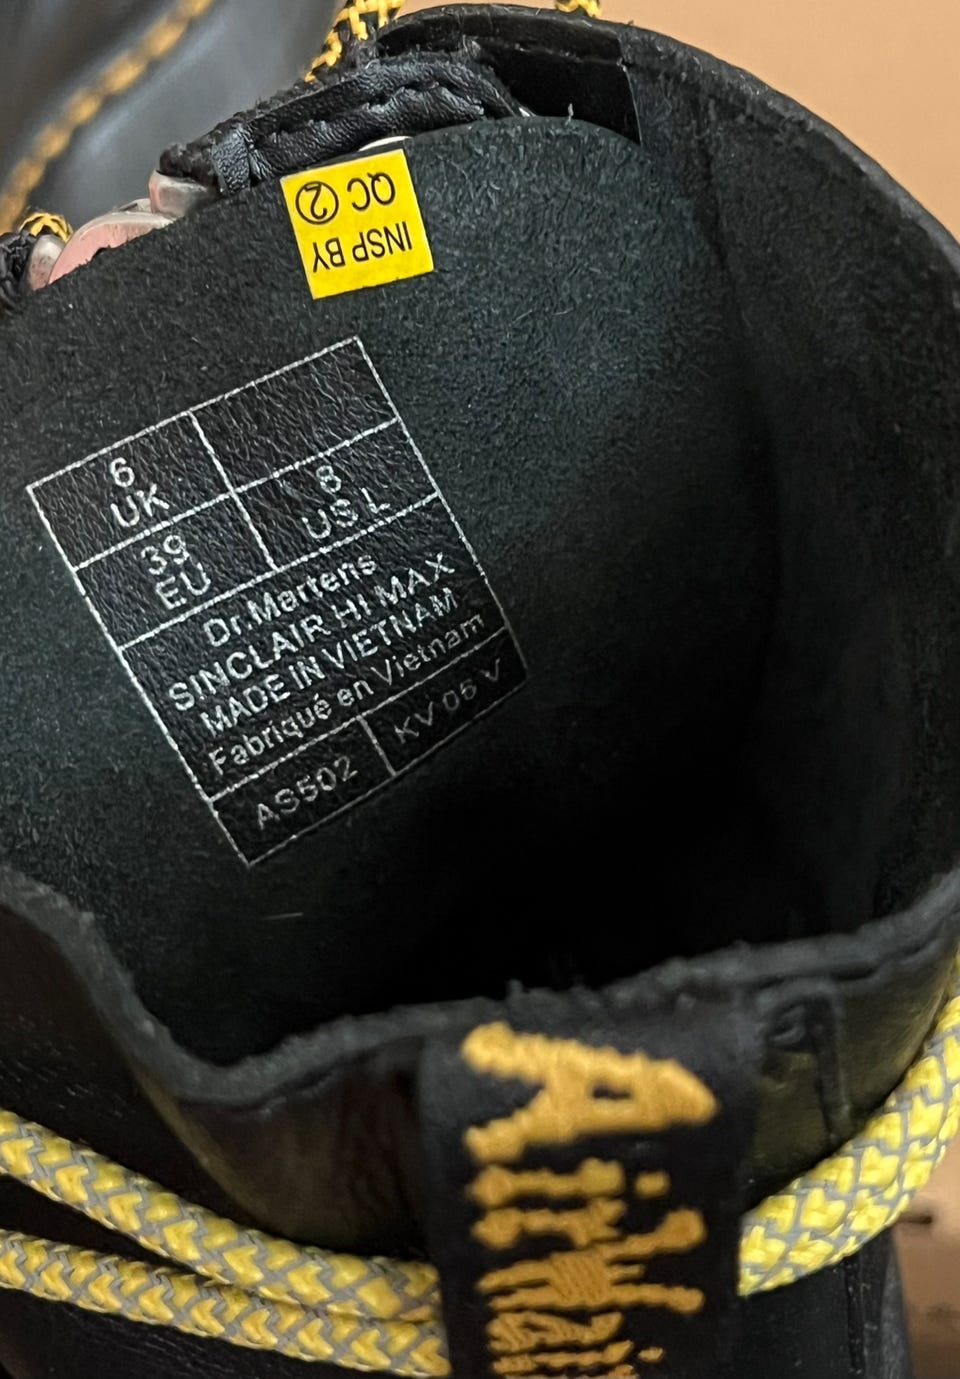 INSP BY
QC 2
6
UK
8
US L
39
EU
Dr.Martens
SINCLAIR HI MAX
MADE IN VIETNAM
Fabriqué en Vietnam
AS502
KV 05 V
AirWair